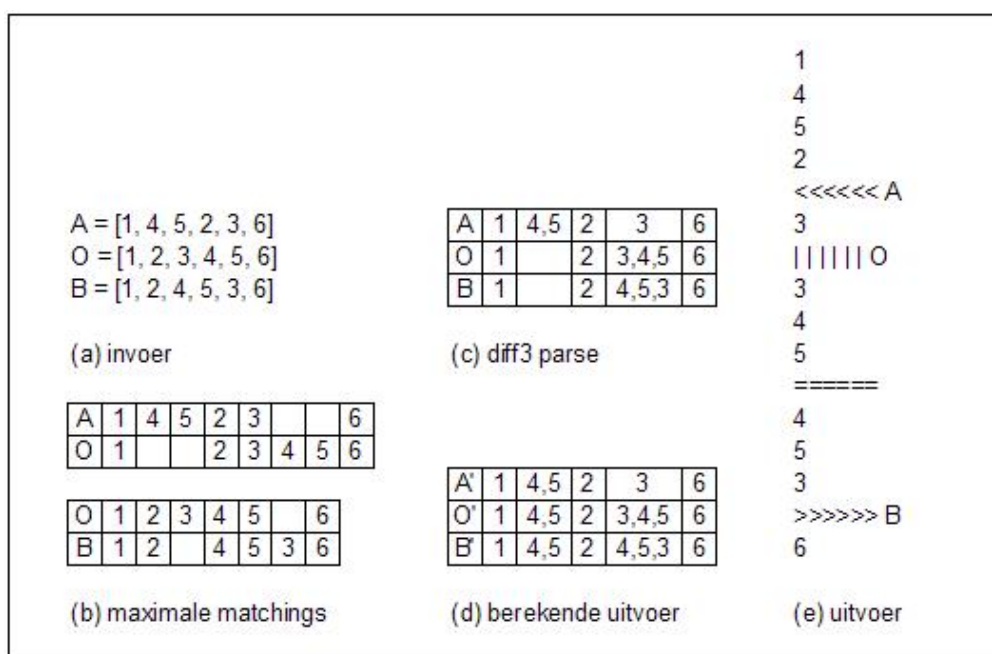 A = [1, 4, 5, 2, 3, 6]
O = [1, 2, 3, 4, 5, 6]
B = [1, 2, 4, 5, 3, 6]
(a) invoer
A 1 4 5 2 3 6
O 1 2 3 4 5 6
O 1 2 3 4 5 6
B 1 2 4 5 3 6
(b) maximale matchings
A 1 4,5 2 3 6
O 1 2 3,4,5 6
B 1 2 4,5,3 6
(c) diff3 parse
A' 1 4,5 2 3 6
O' 1 4,5 2 3,4,5 6
B' 1 4,5 2 4,5,3 6
(d) berekende uitvoer
1
4
5
2
<<<<<< A
3
| | | | | | O
3
4
5
======
4
5
3
>>>>>> B
6
(e) uitvoer